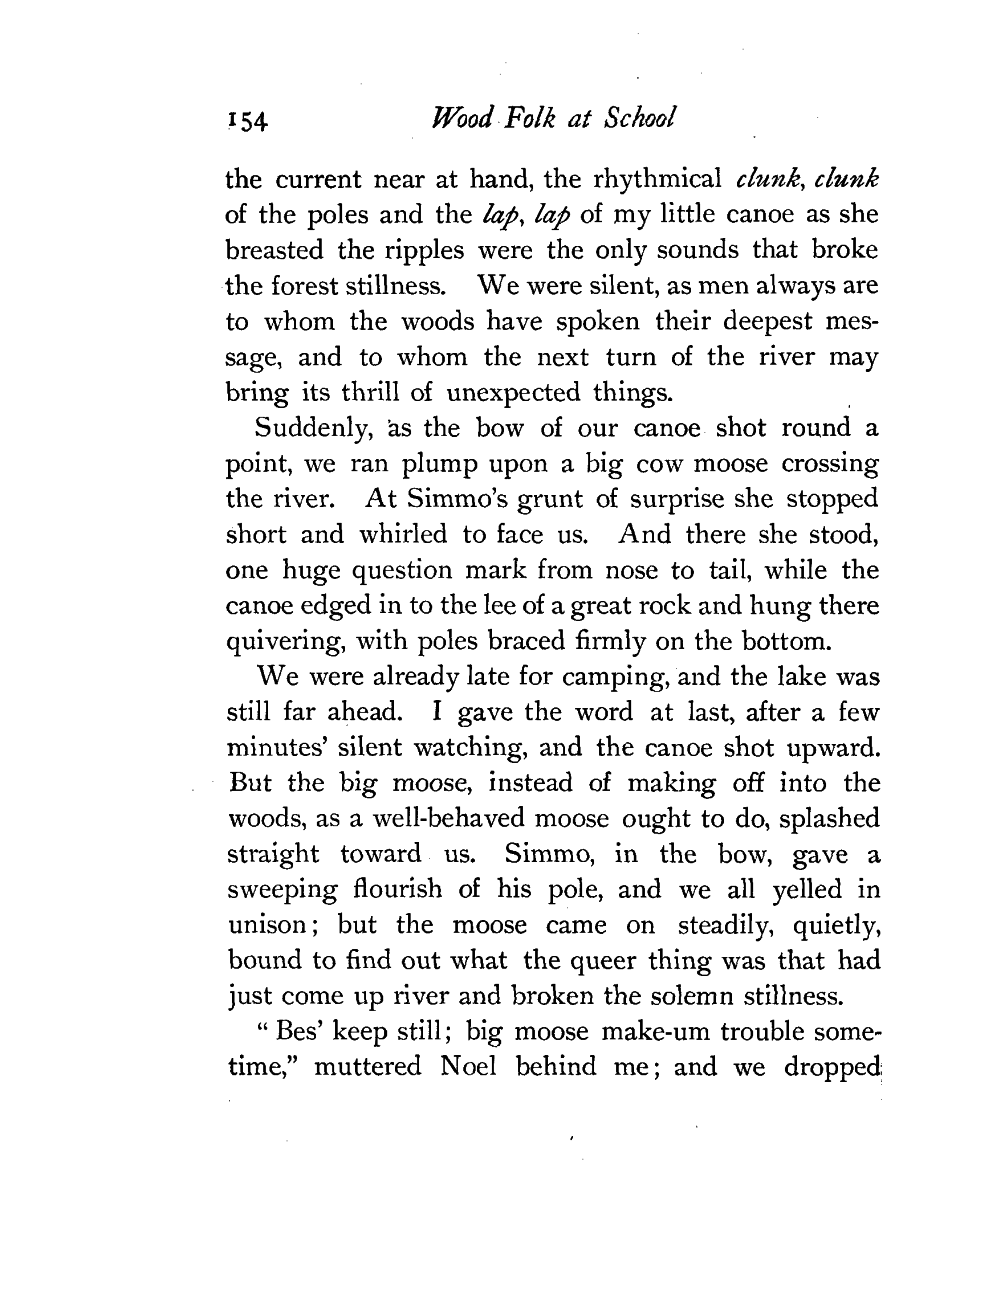 154 Wood Folk at School
the current near at hand, the rhythmical clunk, clunk
of the poles and the lap, lap of my little canoe as she
breasted the ripples were the only sounds that broke
the forest stillness. We were silent, as men always are
to whom the woods have spoken their deepest mes-
sage, and to whom the next turn of the river may
bring its thrill of unexpected things.
Suddenly, as the bow of our canoe shot round a
point, we ran plump upon a big cow moose crossing
the river. At Simmo's grunt of surprise she stopped
short and whirled to face us. And there she stood,
one huge question mark from nose to tail, while the
canoe edged in to the lee of a great rock and hung there
quivering, with poles braced firmly on the bottom.
We were already late for camping, and the lake was
still far ahead. I gave the word at last, after a few
minutes' silent watching, and the canoe shot upward.
But the big moose, instead of making off into the
woods, as a well-behaved moose ought to do, splashed
straight toward us. Simmo, in the bow, gave a
sweeping flourish of his pole, and we all yelled in
unison; but the moose came on steadily, quietly,
bound to find out what the queer thing was that had
just come up river and broken the solemn stillness.
" Bes' keep still; big moose make-um trouble some-
time," muttered Noel behind me; and we dropped